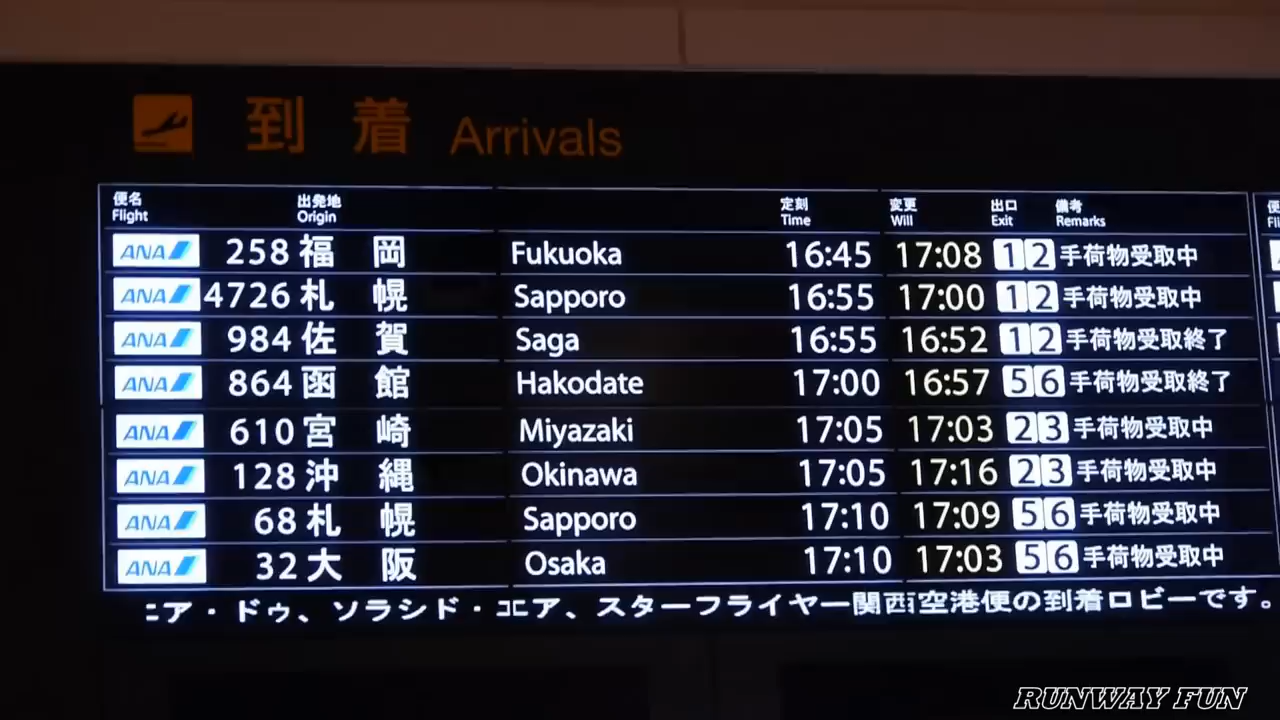 到着 Arrivals
便名 出発地 定刻 変更 出口 備考
Flight Origin Time Will Exit Remarks
ANA 258 福岡 Fukuoka 16:45 17:08 1 2 手荷物受取中
ANA 4726 札幌 Sapporo 16:55 17:00 1 2 手荷物受取中
ANA 984 佐賀 Saga 16:55 16:52 1 2 手荷物受取終了
ANA 864 函館 Hakodate 17:00 16:57 5 6 手荷物受取終了
ANA 610 宮崎 Miyazaki 17:05 17:03 2 3 手荷物受取中
ANA 128 沖縄 Okinawa 17:05 17:16 2 3 手荷物受取中
ANA 68 札幌 Sapporo 17:10 17:09 5 6 手荷物受取中
ANA 32 大阪 Osaka 17:10 17:03 5 6 手荷物受取中
ア・ドゥ、ソラシド・エア、スターフライヤー関西空港便の到着ロビーです。
RUNWAY FUN